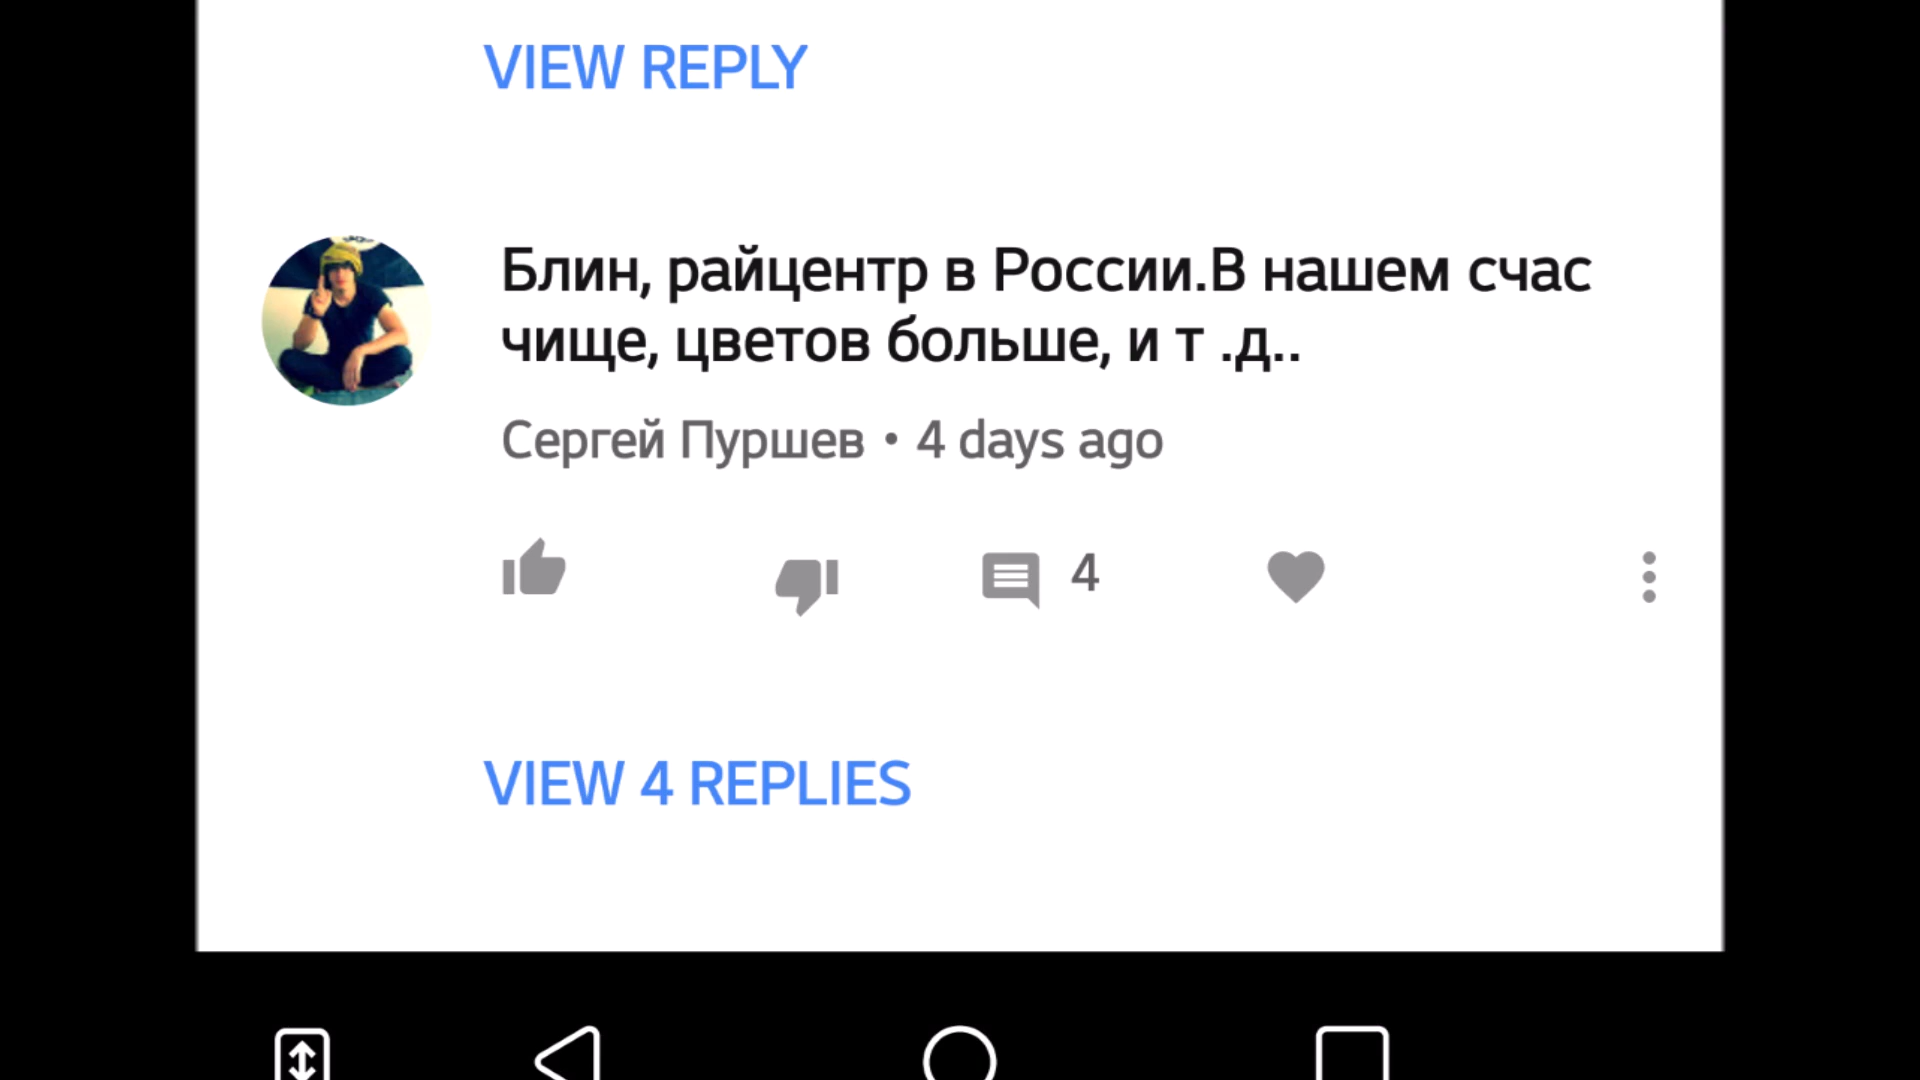 VIEW REPLY
Блин, райцентр в России.В нашем счас
чище, цветов больше, и т .д..
Сергей Пуршев • 4 days ago
4
VIEW 4 REPLIES